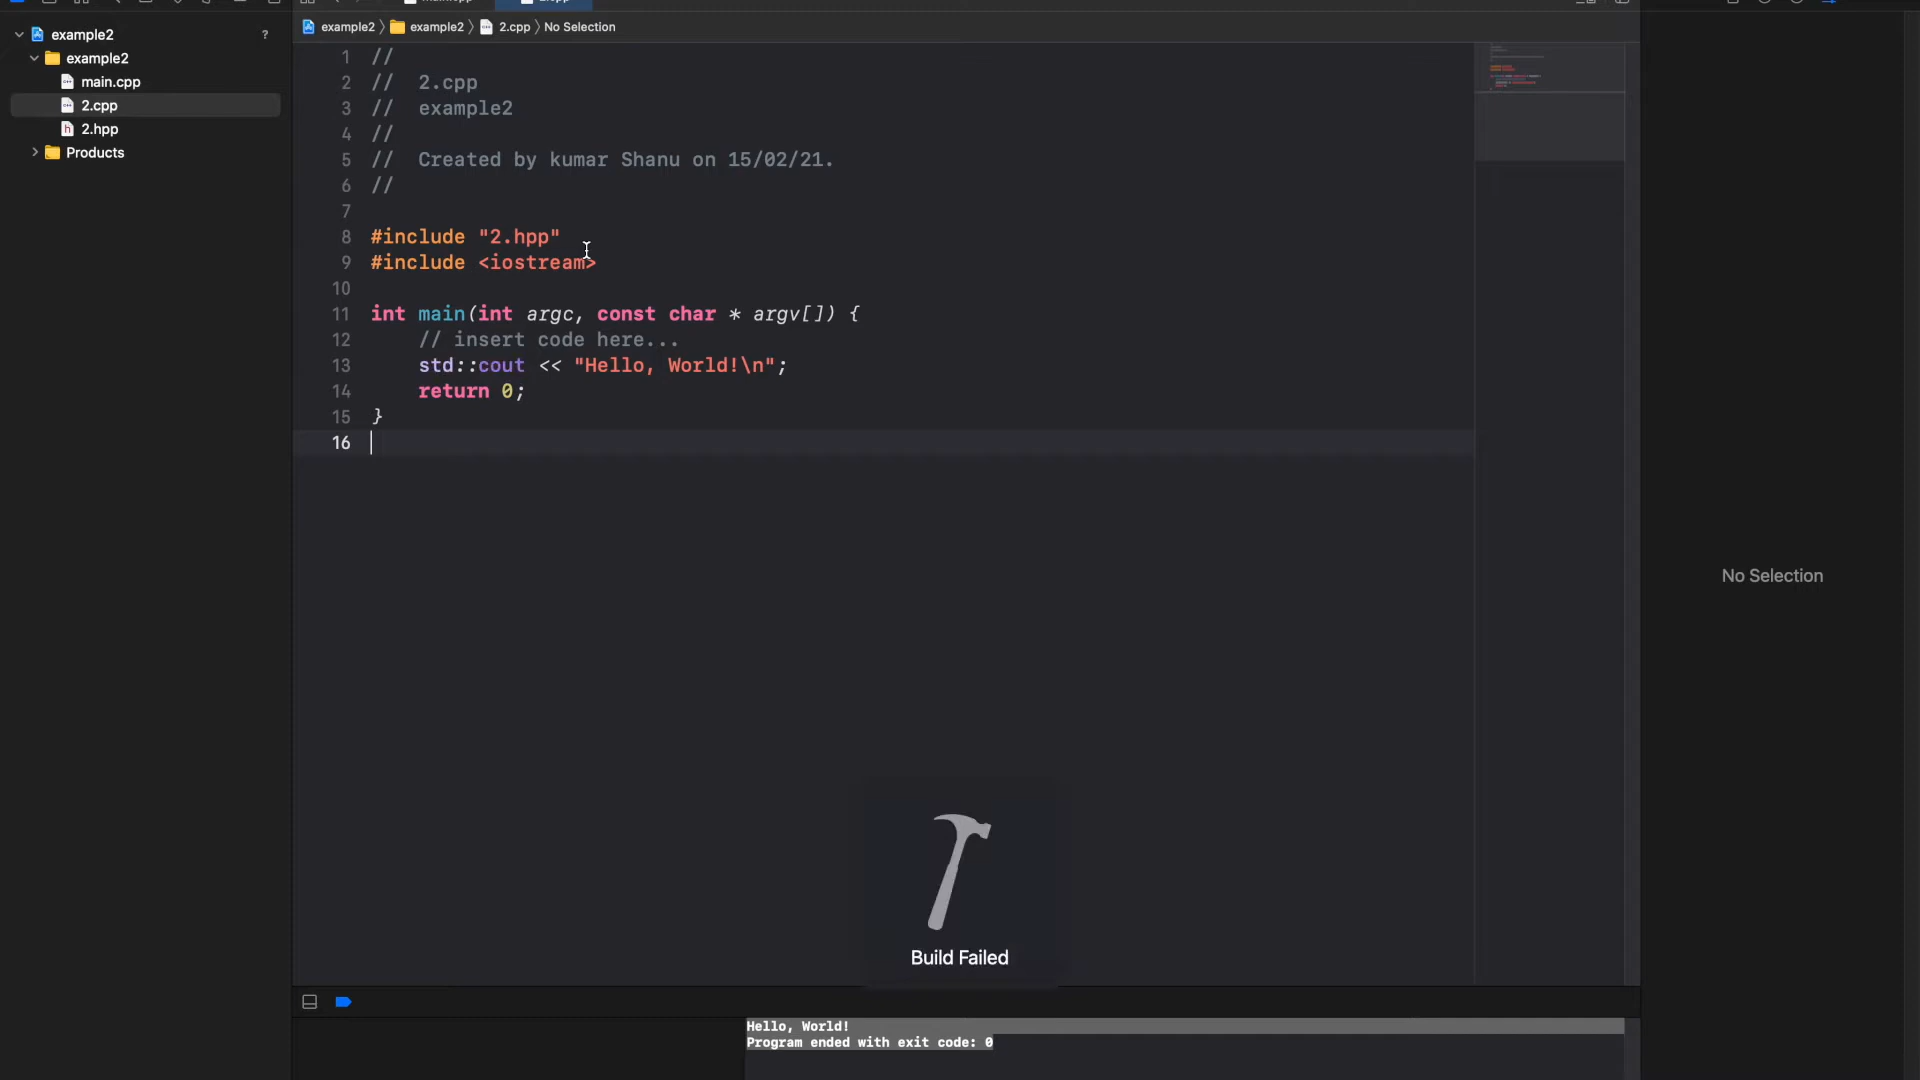 example2
?
example2
main.cpp
2.cpp
2.hpp
Products
example2 > example2 > 2.cpp > No Selection
1 //
2 //  2.cpp
3 //  example2
4 //
5 //  Created by kumar Shanu on 15/02/21.
6 //
7
8 #include "2.hpp"
9 #include <iostream>
10
11 int main(int argc, const char * argv[]) {
12     // insert code here...
13     std::cout << "Hello, World!\n";
14     return 0;
15 }
16
No Selection
Build Failed
Hello, World!
Program ended with exit code: 0